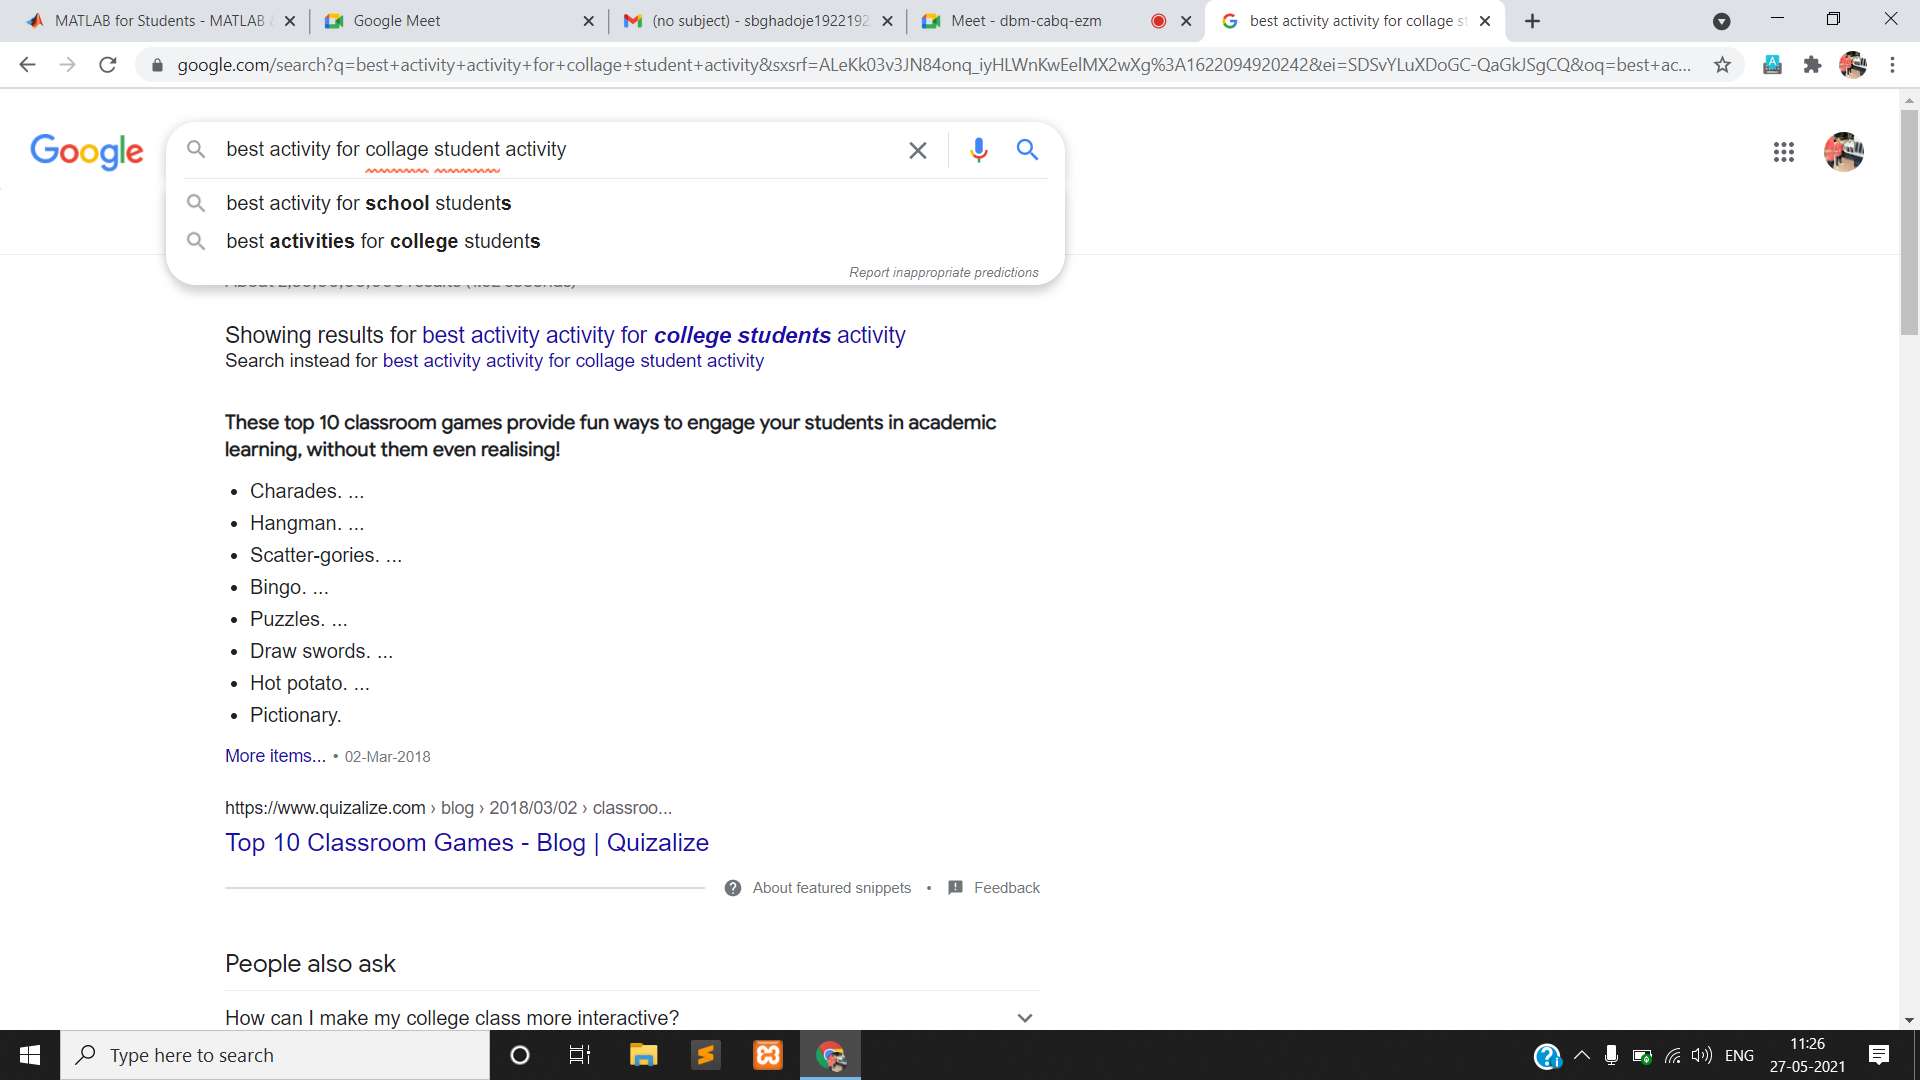 MATLAB for Students - MATLAB &
Google Meet
(no subject) - sbghadoje1922192
Meet - dbm-cabq-ezm
best activity activity for collage st
google.com/search?q=best+activity+activity+for+collage+student+activity&sxsrf=ALeKk03v3JN84onq_iyHLWnKwEelMX2wXg%3A1622094920242&ei=SDSvYLuXDoGC-QaGkJSgCQ&oq=best+ac...
Google
best activity for collage student activity
best activity for school students
best activities for college students
Report inappropriate predictions
Showing results for best activity activity for college students activity
Search instead for best activity activity for collage student activity
These top 10 classroom games provide fun ways to engage your students in academic
learning, without them even realising!
• Charades. ...
• Hangman. ...
• Scatter-gories. ...
• Bingo. ...
• Puzzles. ...
• Draw swords. ...
• Hot potato. ...
• Pictionary.
More items... • 02-Mar-2018
https://www.quizalize.com › blog › 2018/03/02 › classroo...
Top 10 Classroom Games - Blog | Quizalize
About featured snippets • Feedback
People also ask
How can I make my college class more interactive?
Type here to search
ENG
11:26
27-05-2021